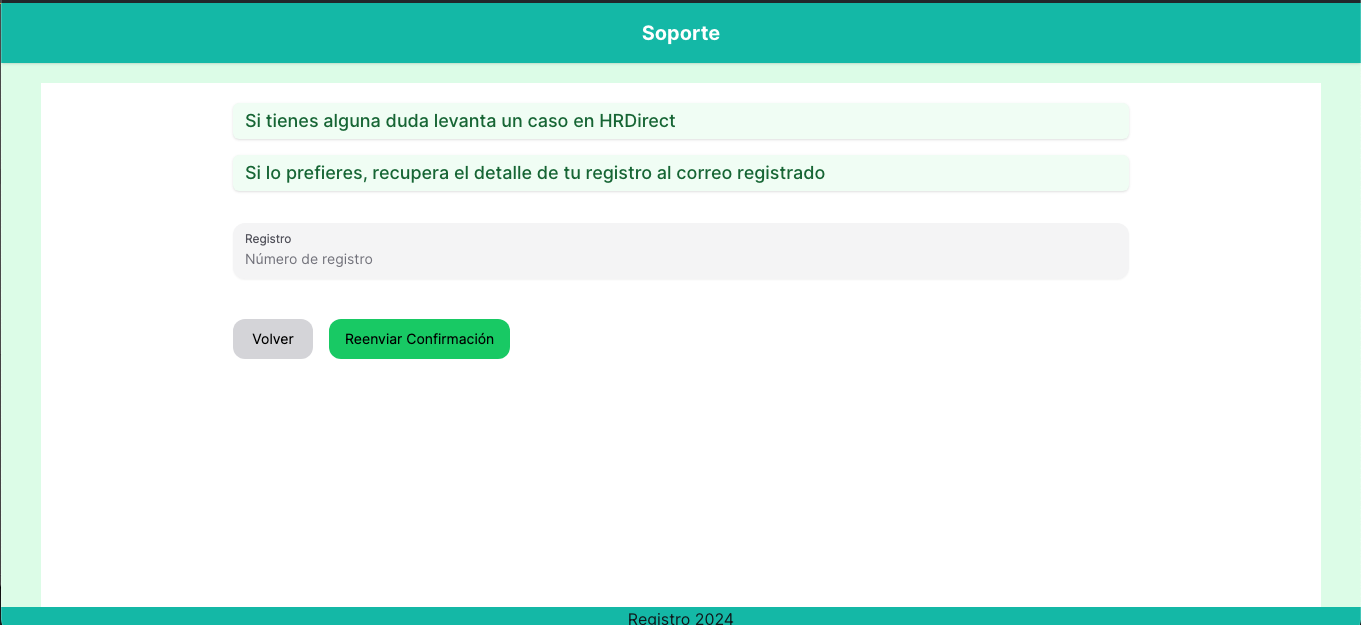 Soporte
Si tienes alguna duda levanta un caso en HRDirect
Si lo prefieres, recupera el detalle de tu registro al correo registrado
Registro
Número de registro
Volver
Reenviar Confirmación
Registro 2024